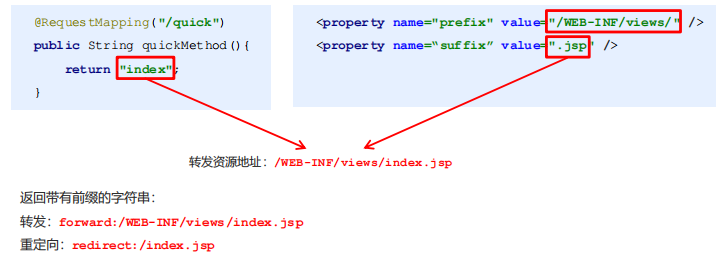 @RequestMapping("/quick")
public String quickMethod(){
return "index";
}
<property name="prefix" value="/WEB-INF/views/" />
<property name=“suffix” value=".jsp" />
转发资源地址：/WEB-INF/views/index.jsp
返回带有前缀的字符串：
转发：forward:/WEB-INF/views/index.jsp
重定向：redirect:/index.jsp